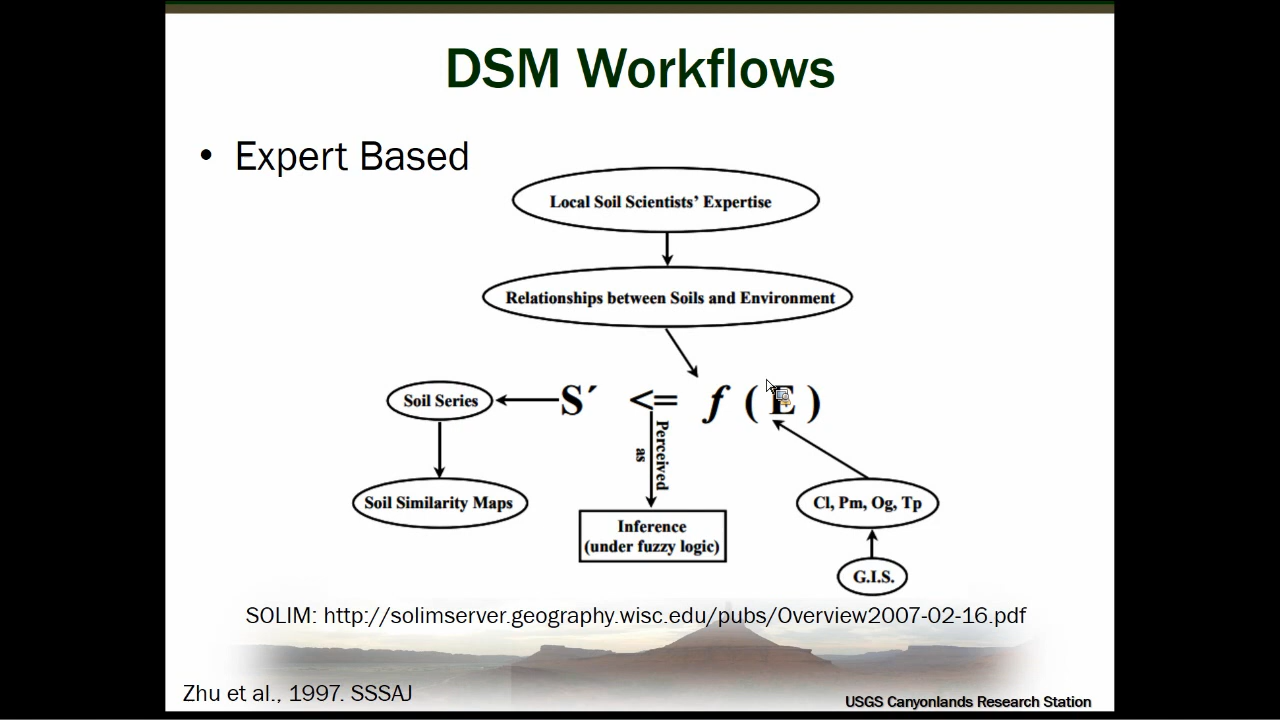 DSM Workflows
• Expert Based
Local Soil Scientists' Expertise
Relationships between Soils and Environment
Soil Series
S′ <= f ( E )
Perceived
as
Soil Similarity Maps
Inference
(under fuzzy logic)
Cl, Pm, Og, Tp
G.I.S.
SOLIM: http://solimserver.geography.wisc.edu/pubs/Overview2007-02-16.pdf
Zhu et al., 1997. SSSAJ
USGS Canyonlands Research Station